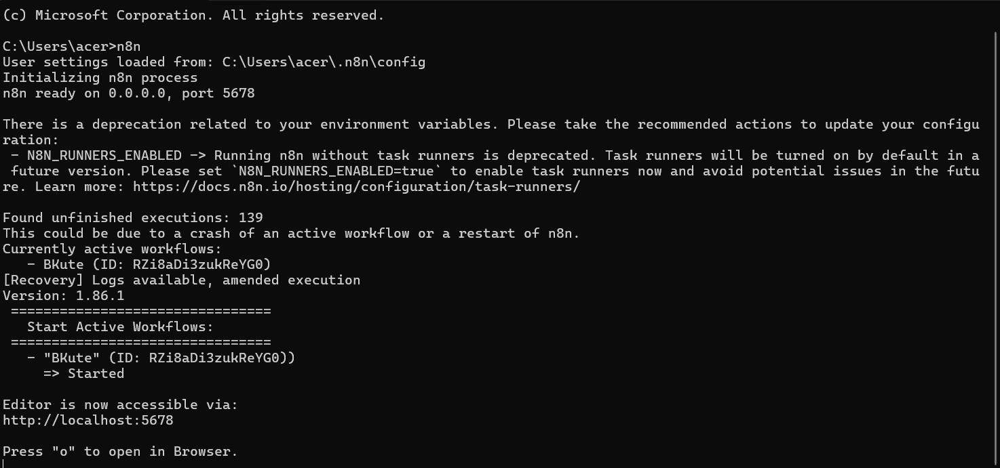 (c) Microsoft Corporation. All rights reserved.
C:\Users\acer>n8n
User settings loaded from: C:\Users\acer\.n8n\config
Initializing n8n process
n8n ready on 0.0.0.0, port 5678
There is a deprecation related to your environment variables. Please take the recommended actions to update your configu
ration:
 - N8N_RUNNERS_ENABLED -> Running n8n without task runners is deprecated. Task runners will be turned on by default in a
 future version. Please set `N8N_RUNNERS_ENABLED=true` to enable task runners now and avoid potential issues in the futu
re. Learn more: https://docs.n8n.io/hosting/configuration/task-runners/
Found unfinished executions: 139
This could be due to a crash of an active workflow or a restart of n8n.
Currently active workflows:
   - BKute (ID: RZi8aDi3zukReYG0)
[Recovery] Logs available, amended execution
Version: 1.86.1
 ================================
   Start Active Workflows:
 ================================
   - "BKute" (ID: RZi8aDi3zukReYG0))
     => Started
Editor is now accessible via:
http://localhost:5678
Press "o" to open in Browser.